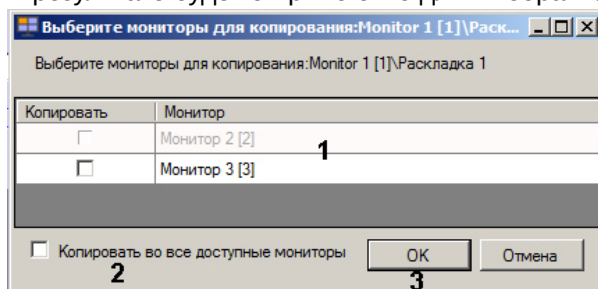 Выберите мониторы для копирования:Monitor 1 [1]\Раск...
Выберите мониторы для копирования:Monitor 1 [1]\Раскладка 1
Копировать Монитор
Монитор 2 [2]
1
Монитор 3 [3]
Копировать во все доступные мониторы OK Отмена
2 3